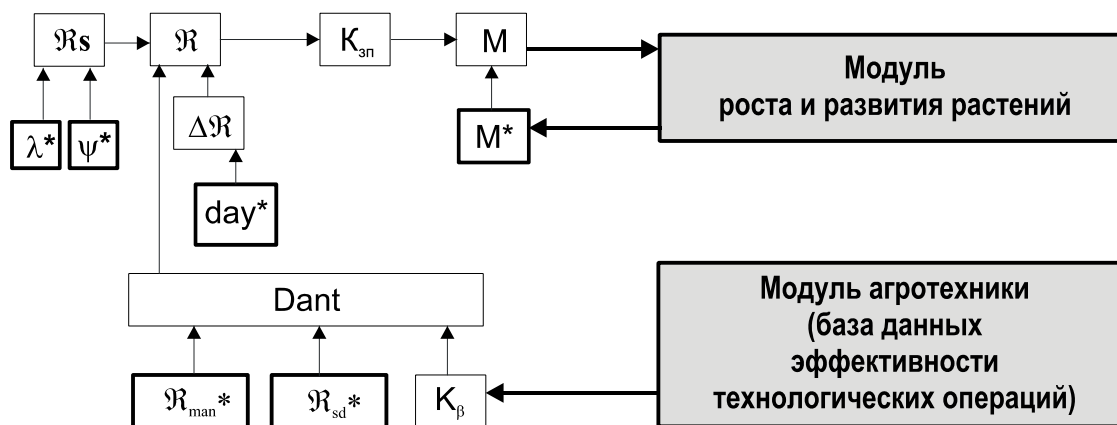 ℜs
ℜ
Kзп
M
Модуль
роста и развития растений
λ*
ψ*
Δℜ
M*
day*
Dant
Модуль агротехники
(база данных
эффективности
технологических операций)
ℜman*
ℜsd*
Kβ